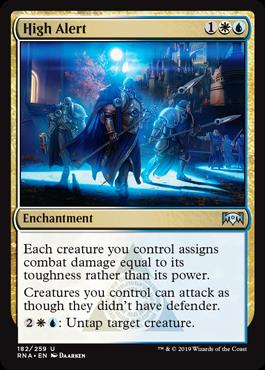 High Alert 1
Enchantment
Each creature you control assigns
combat damage equal to its
toughness rather than its power.
Creatures you control can attack as
though they didn't have defender.
2 : Untap target creature.
182/259 U
RNA • EN DAARKEN
™ & © 2019 Wizards of the Coast